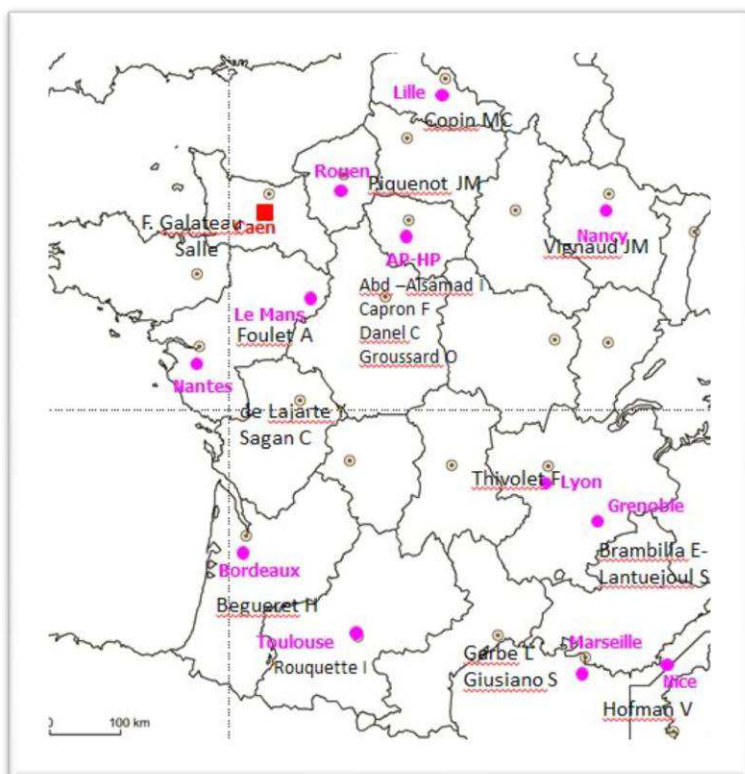 Lille
Copin MC
Rouen
Piquenot JM
F. Galateau
Salle
Caen
Nancy
Vignaud JM
AP-HP
Abd –Alsamad I
Capron F
Danel C
Groussard O
Le Mans
Foulet A
Nantes
de Lajarte
Sagan C
Thivolet F
Lyon
Grenoble
Brambilla E-
Lantuejoul S
Bordeaux
Begueret H
Toulouse
Rouquette I
Marseille
Garbe L
Giusiano S
Nice
Hofman V
0 100 km